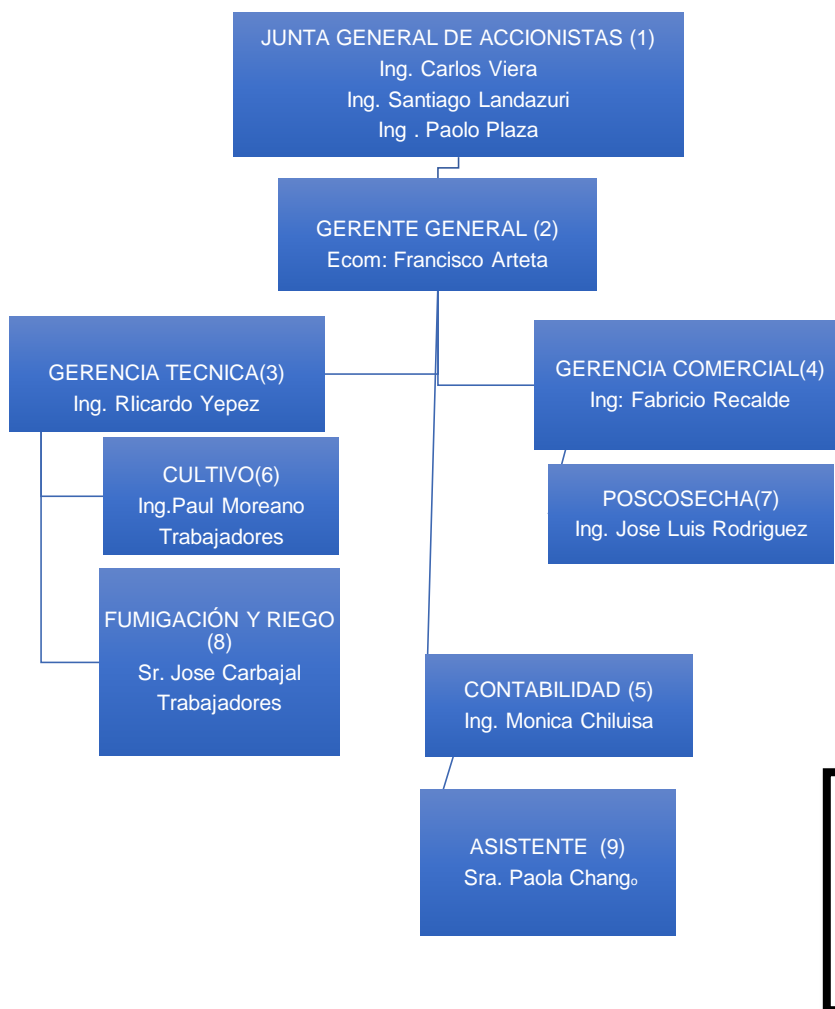 JUNTA GENERAL DE ACCIONISTAS (1)
Ing. Carlos Viera
Ing. Santiago Landazuri
Ing . Paolo Plaza
GERENTE GENERAL (2)
Ecom: Francisco Arteta
GERENCIA TECNICA(3)
Ing. Rlicardo Yepez
GERENCIA COMERCIAL(4)
Ing: Fabricio Recalde
CULTIVO(6)
Ing.Paul Moreano
Trabajadores
POSCOSECHA(7)
Ing. Jose Luis Rodriguez
FUMIGACIÓN Y RIEGO
(8)
Sr. Jose Carbajal
Trabajadores
CONTABILIDAD (5)
Ing. Monica Chiluisa
ASISTENTE (9)
Sra. Paola Chango